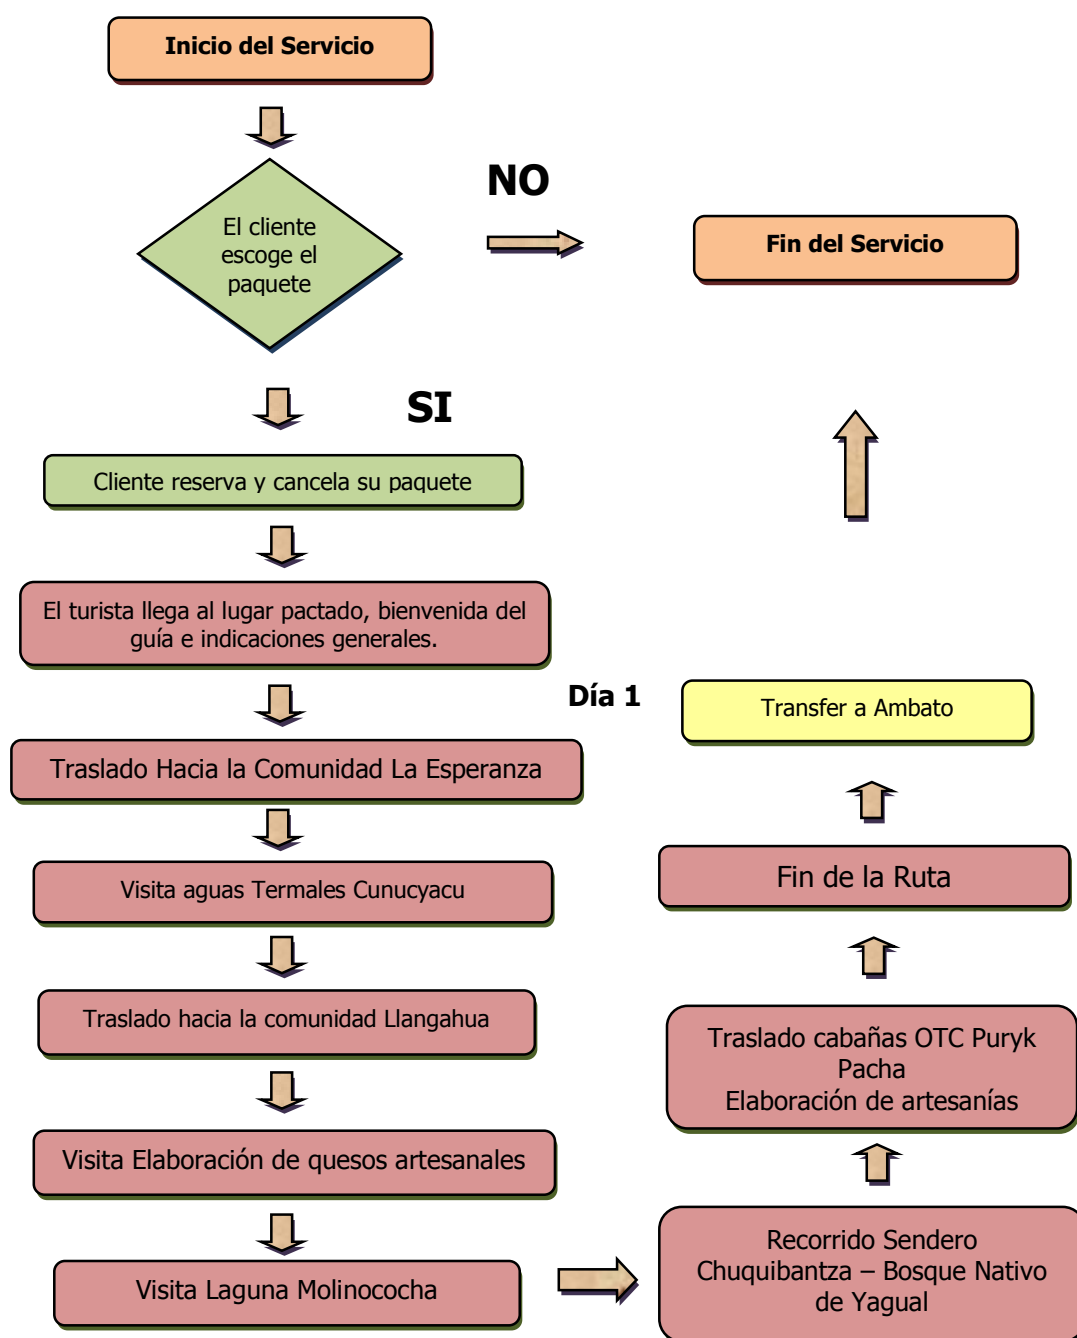 Inicio del Servicio
El cliente
escoge el
paquete
NO
Fin del Servicio
SI
Cliente reserva y cancela su paquete
El turista llega al lugar pactado, bienvenida del
guía e indicaciones generales.
Día 1
Traslado Hacia la Comunidad La Esperanza
Visita aguas Termales Cunucyacu
Traslado hacia la comunidad Llangahua
Visita Elaboración de quesos artesanales
Visita Laguna Molinococha
Recorrido Sendero
Chuquibantza – Bosque Nativo
de Yagual
Traslado cabañas OTC Puryk
Pacha
Elaboración de artesanías
Fin de la Ruta
Transfer a Ambato